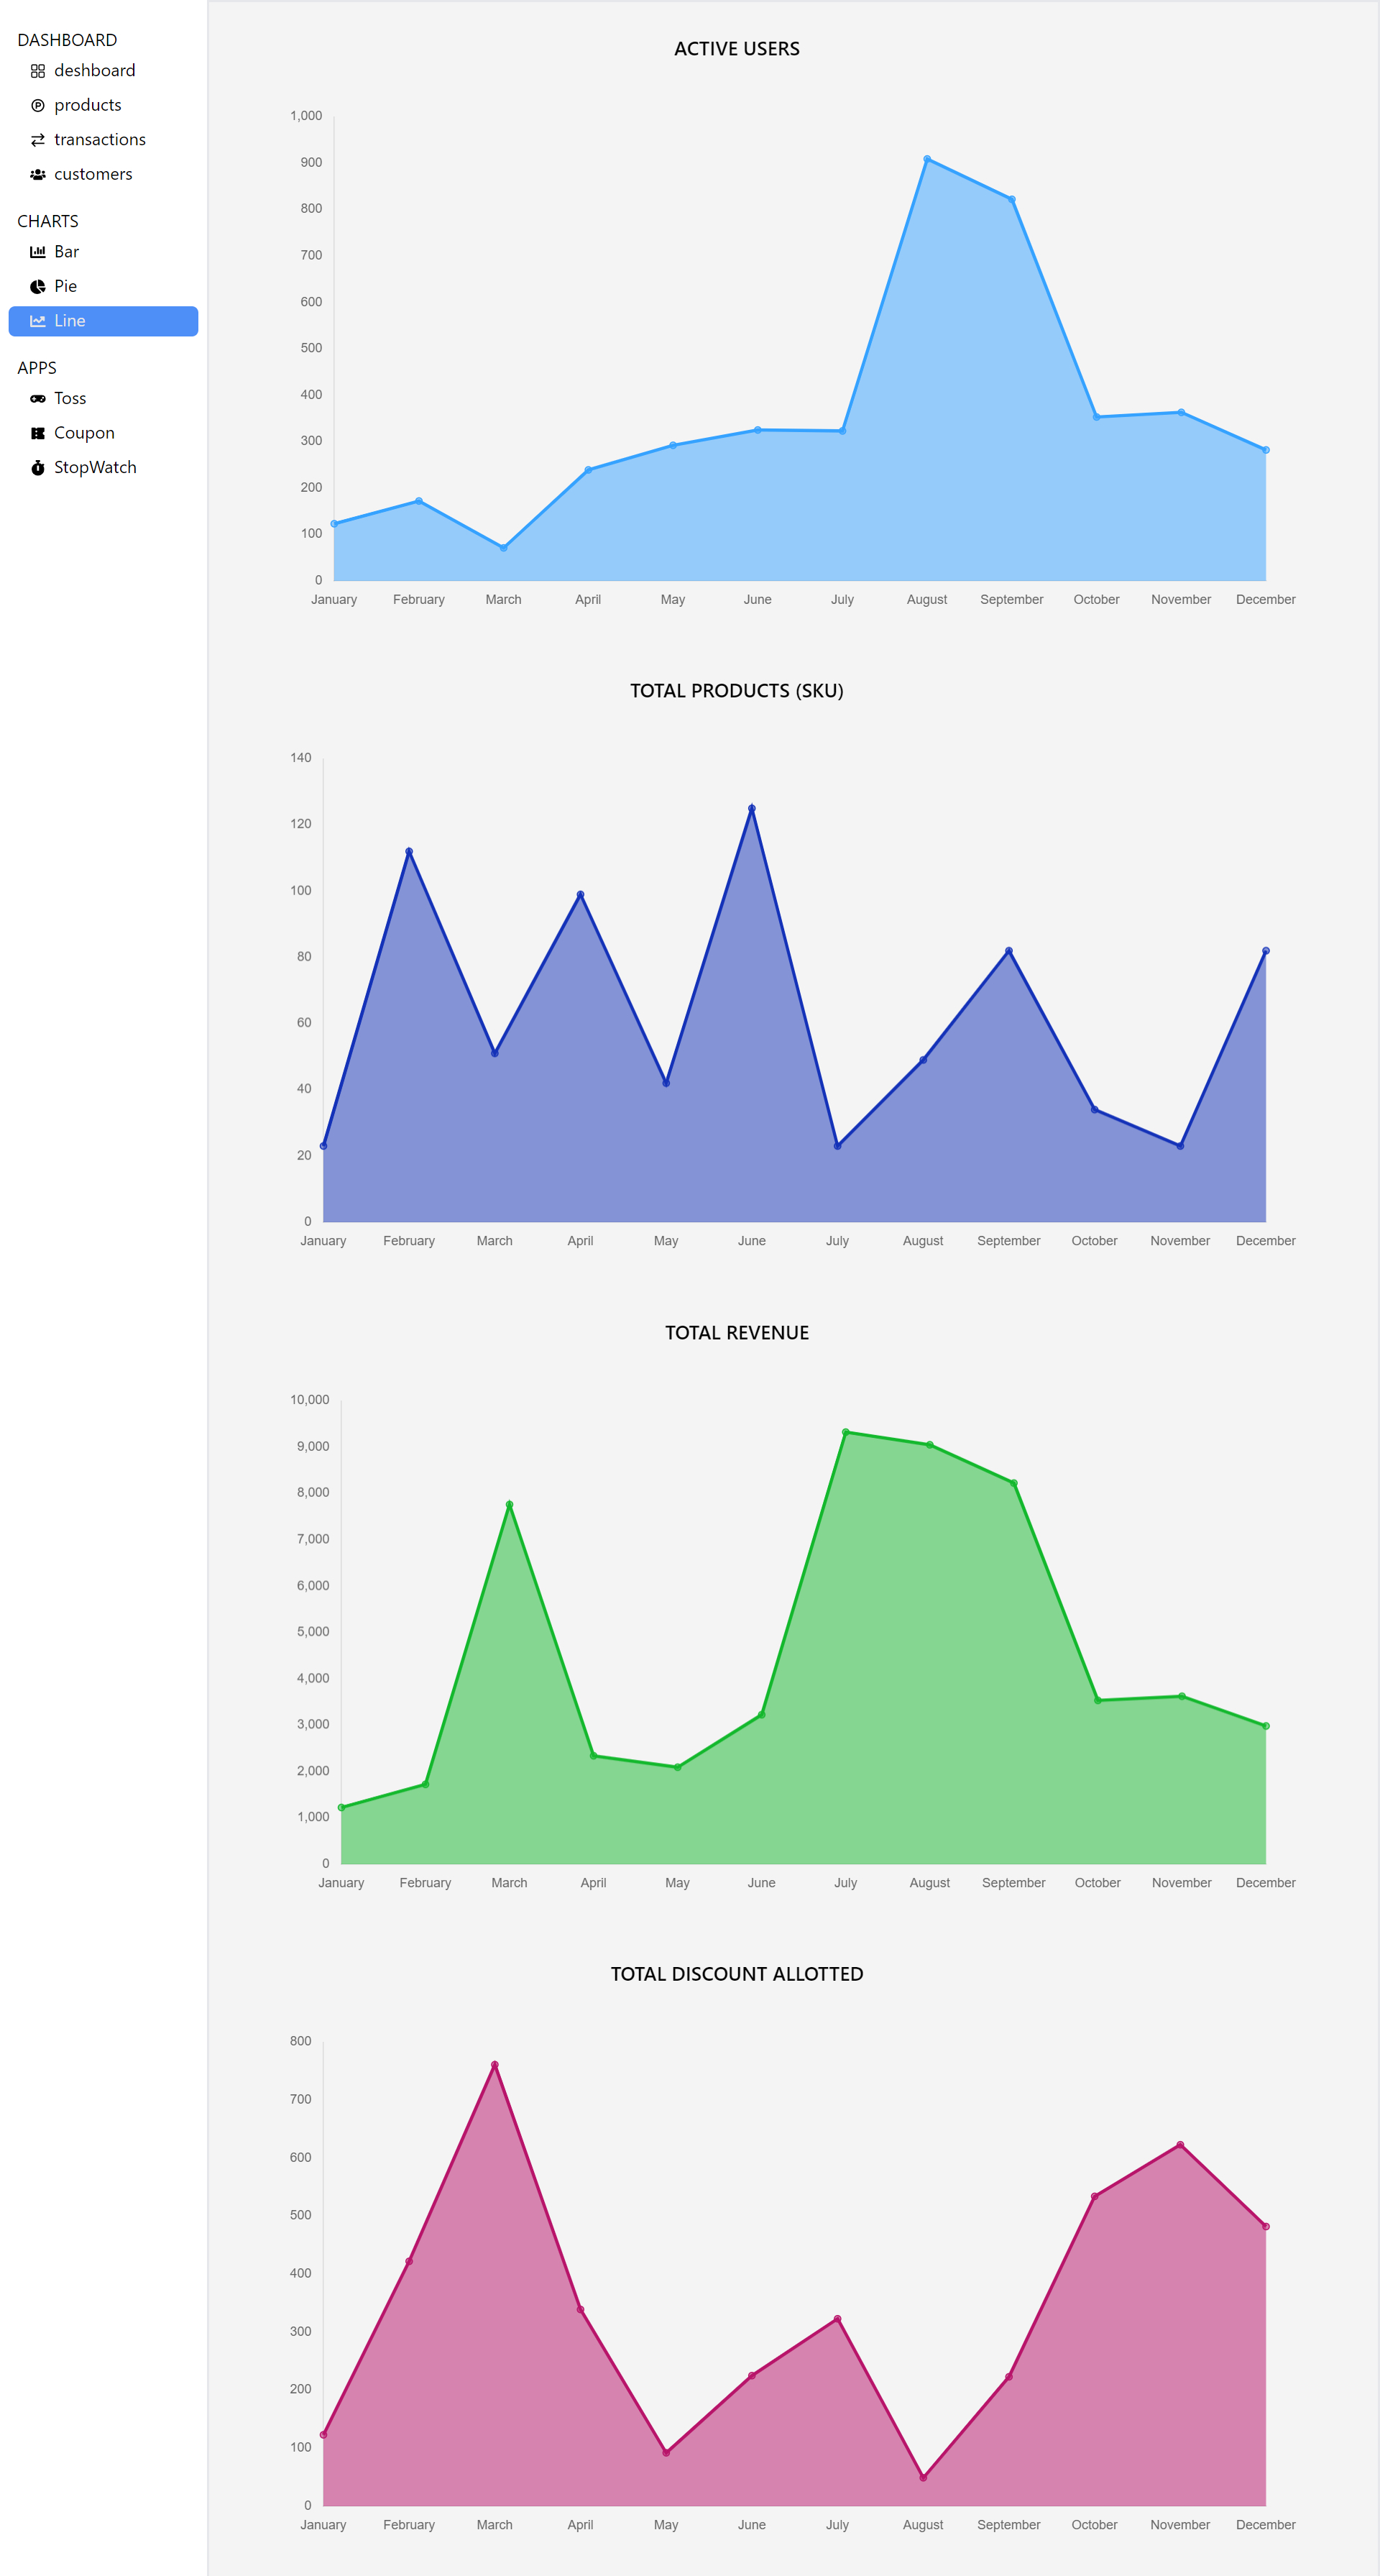 DASHBOARD
deshboard
products
transactions
customers
CHARTS
Bar
Pie
Line
APPS
Toss
Coupon
StopWatch
ACTIVE USERS
1,000
900
800
700
600
500
400
300
200
100
0
January February March April May June July August September October November December
TOTAL PRODUCTS (SKU)
140
120
100
80
60
40
20
0
January February March April May June July August September October November December
TOTAL REVENUE
10,000
9,000
8,000
7,000
6,000
5,000
4,000
3,000
2,000
1,000
0
January February March April May June July August September October November December
TOTAL DISCOUNT ALLOTTED
800
700
600
500
400
300
200
100
0
January February March April May June July August September October November December